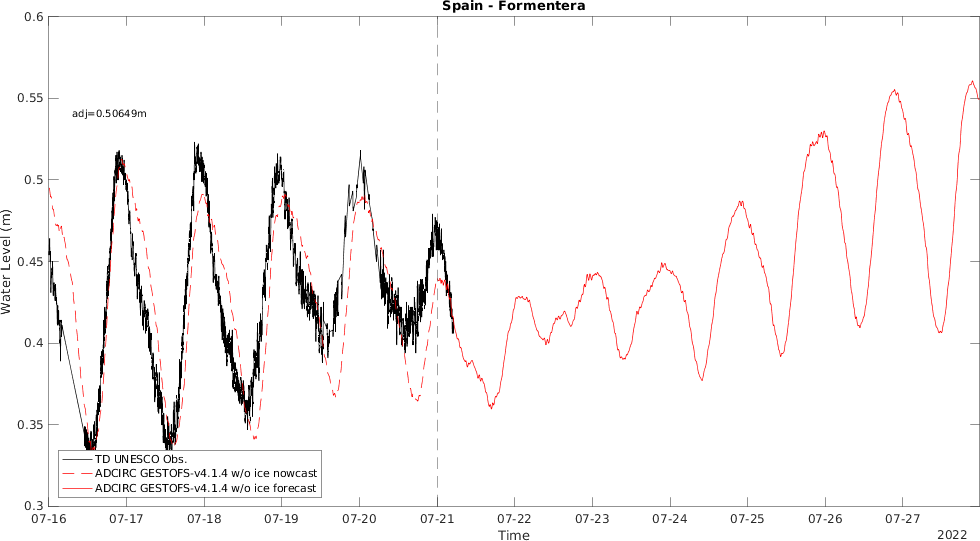 Spain - Formentera
0.6
0.55
0.5
0.45
0.4
0.35
0.3
Water Level (m)
adj=0.50649m
TD UNESCO Obs.
ADCIRC GESTOFS-v4.1.4 w/o ice nowcast
ADCIRC GESTOFS-v4.1.4 w/o ice forecast
07-16 07-17 07-18 07-19 07-20 07-21 07-22 07-23 07-24 07-25 07-26 07-27
Time
2022